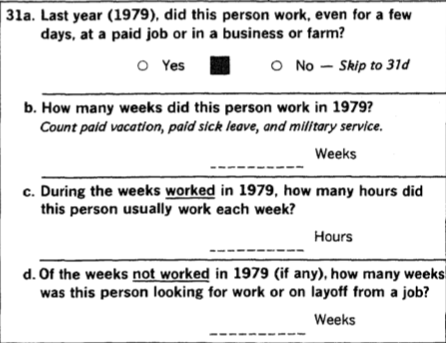 31a. Last year (1979), did this person work, even for a few
days, at a paid job or in a business or farm?
Yes No — Skip to 31d
b. How many weeks did this person work in 1979?
Count paid vacation, paid sick leave, and military service.
Weeks
c. During the weeks worked in 1979, how many hours did
this person usually work each week?
Hours
d. Of the weeks not worked in 1979 (if any), how many weeks
was this person looking for work or on layoff from a job?
Weeks